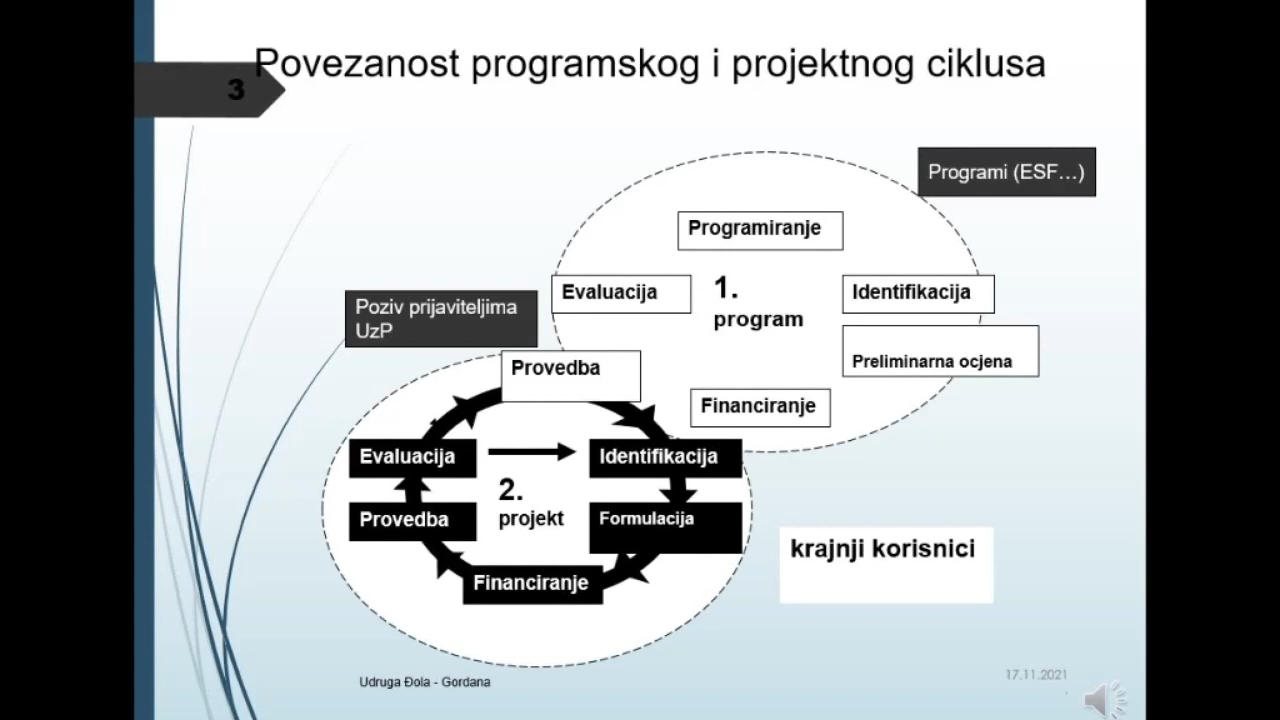 Povezanost programskog i projektnog ciklusa
3
Programi (ESF...)
Programiranje
Evaluacija
1.
program
Identifikacija
Preliminarna ocjena
Poziv prijaviteljima
UzP
Provedba
Financiranje
Evaluacija
Identifikacija
2.
projekt
Provedba
Formulacija
Financiranje
krajnji korisnici
Udruga Đola - Gordana
17.11.2021
.